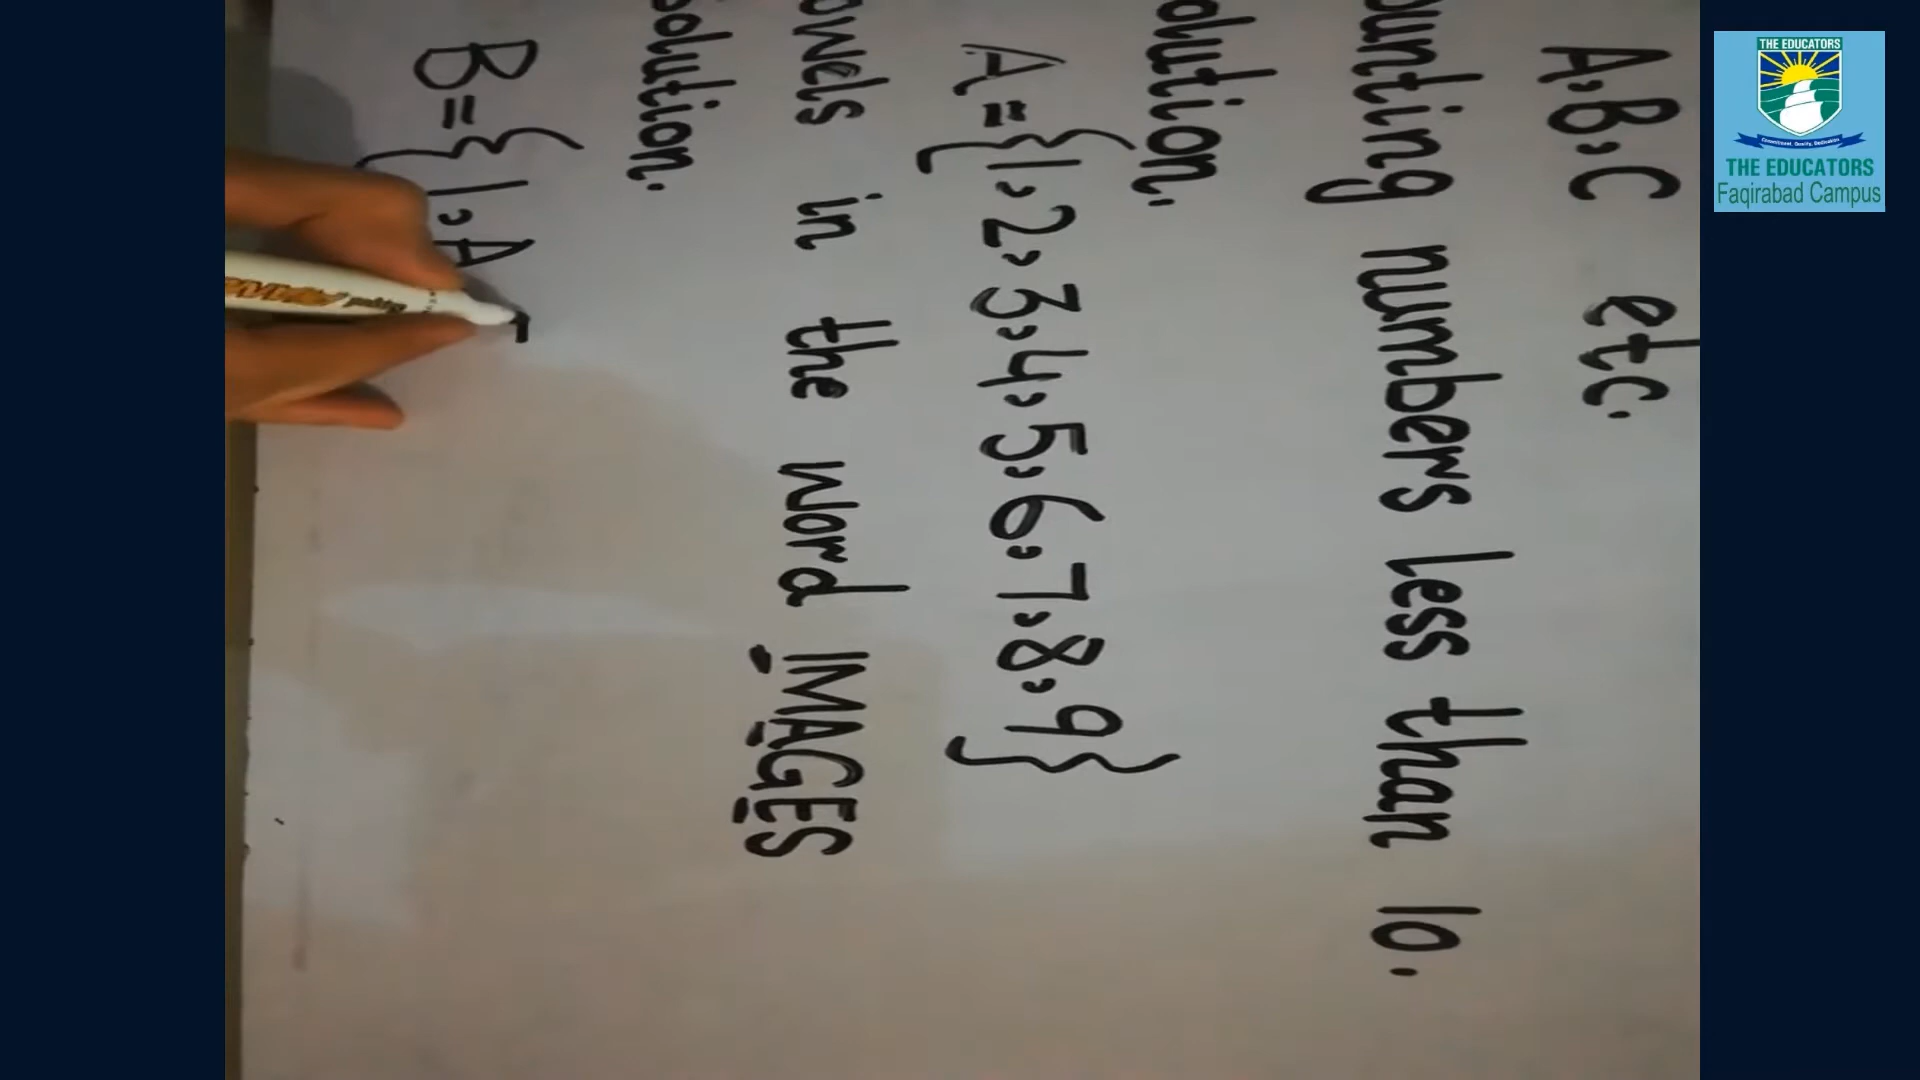 A,B,C etc.
unting numbers less than 10.
olution.
A={1,2,3,4,5,6,7,8,9}
owels in the word IMAGES
olution.
B={I,A
THE EDUCATORS
THE EDUCATORS
Faqirabad Campus